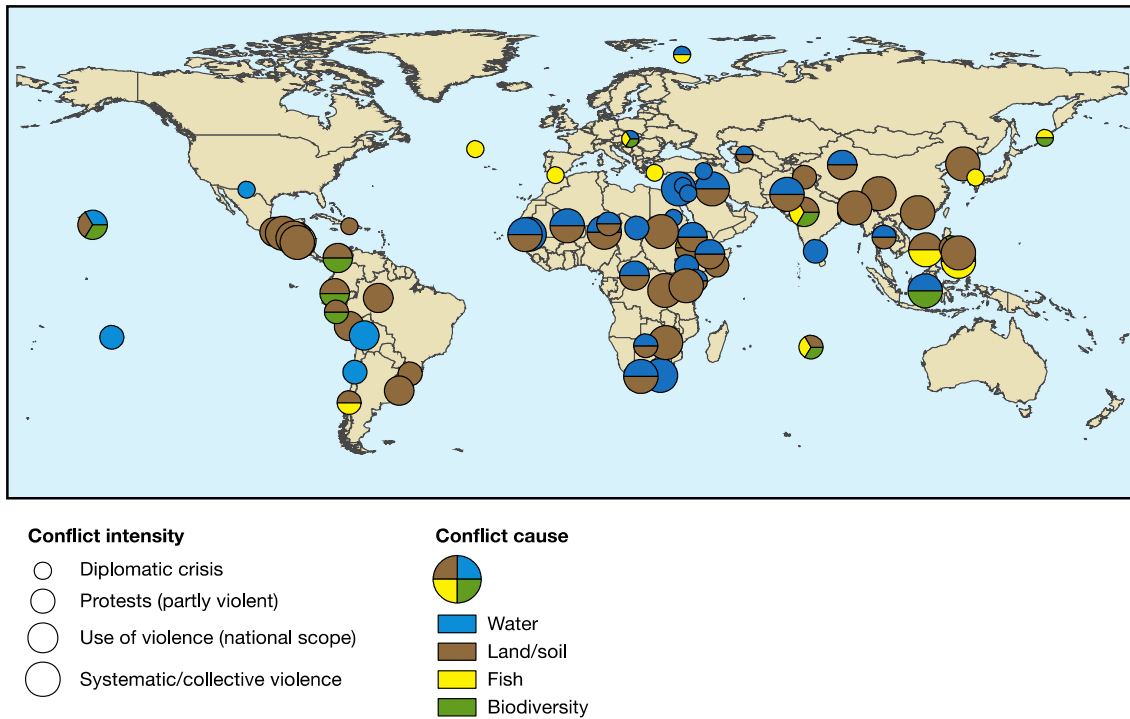 Conflict intensity
Diplomatic crisis
Protests (partly violent)
Use of violence (national scope)
Systematic/collective violence
Conflict cause
Water
Land/soil
Fish
Biodiversity